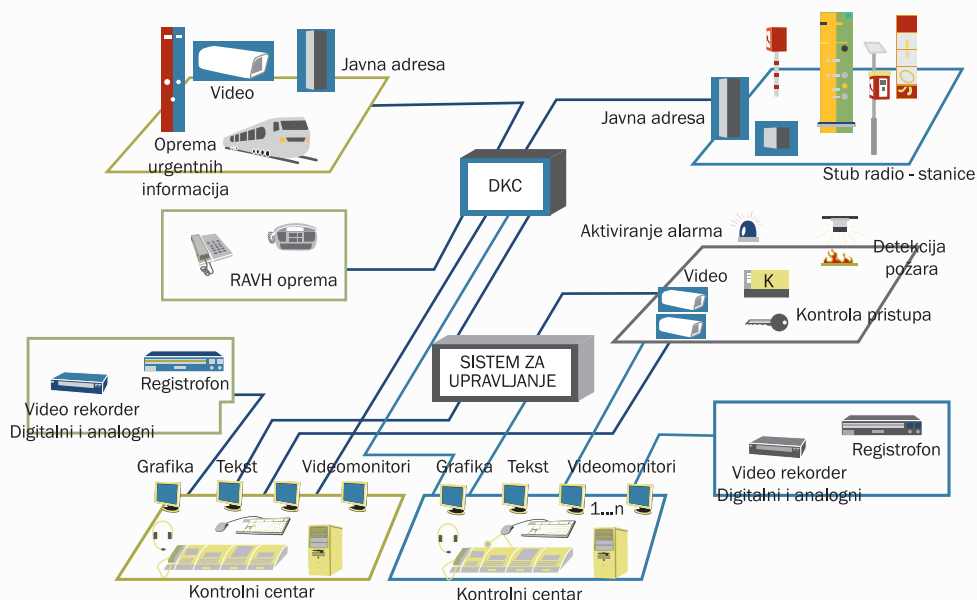 Javna adresa
Video
Oprema
urgentnih
informacija
Javna adresa
Stub radio - stanice
DKC
RAVH oprema
Aktiviranje alarma
Detekcija
požara
Video
K
Kontrola pristupa
SISTEM ZA
UPRAVLJANJE
Registrofon
Video rekorder
Digitalni i analogni
Registrofon
Video rekorder
Digitalni i analogni
Grafika
Tekst
Videomonitori
Grafika
Tekst
Videomonitori
1...n
Kontrolni centar
Kontrolni centar